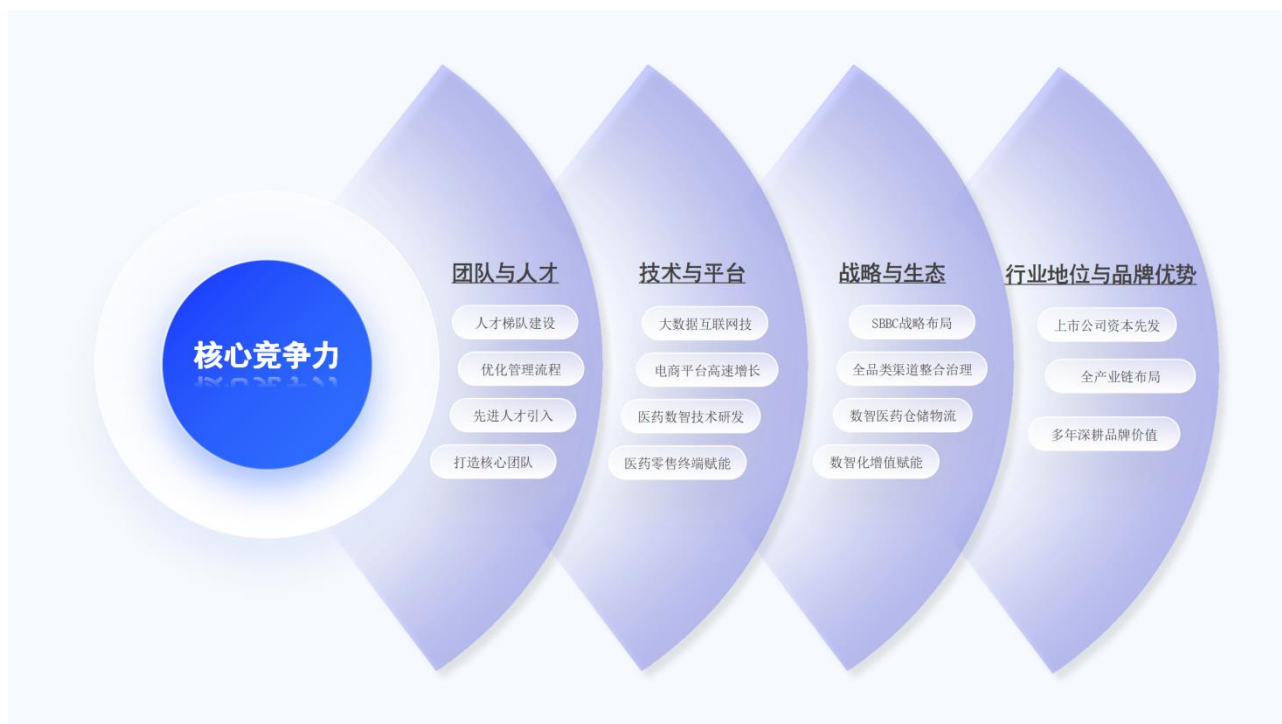 核心竞争力
团队与人才
人才梯队建设
优化管理流程
先进人才引入
打造核心团队
技术与平台
大数据互联网技
电商平台高速增长
医药数智技术研发
医药零售终端赋能
战略与生态
SBBC战略布局
全品类渠道整合治理
数智医药仓储物流
数智化增值赋能
行业地位与品牌优势
上市公司资本先发
全产业链布局
多年深耕品牌价值